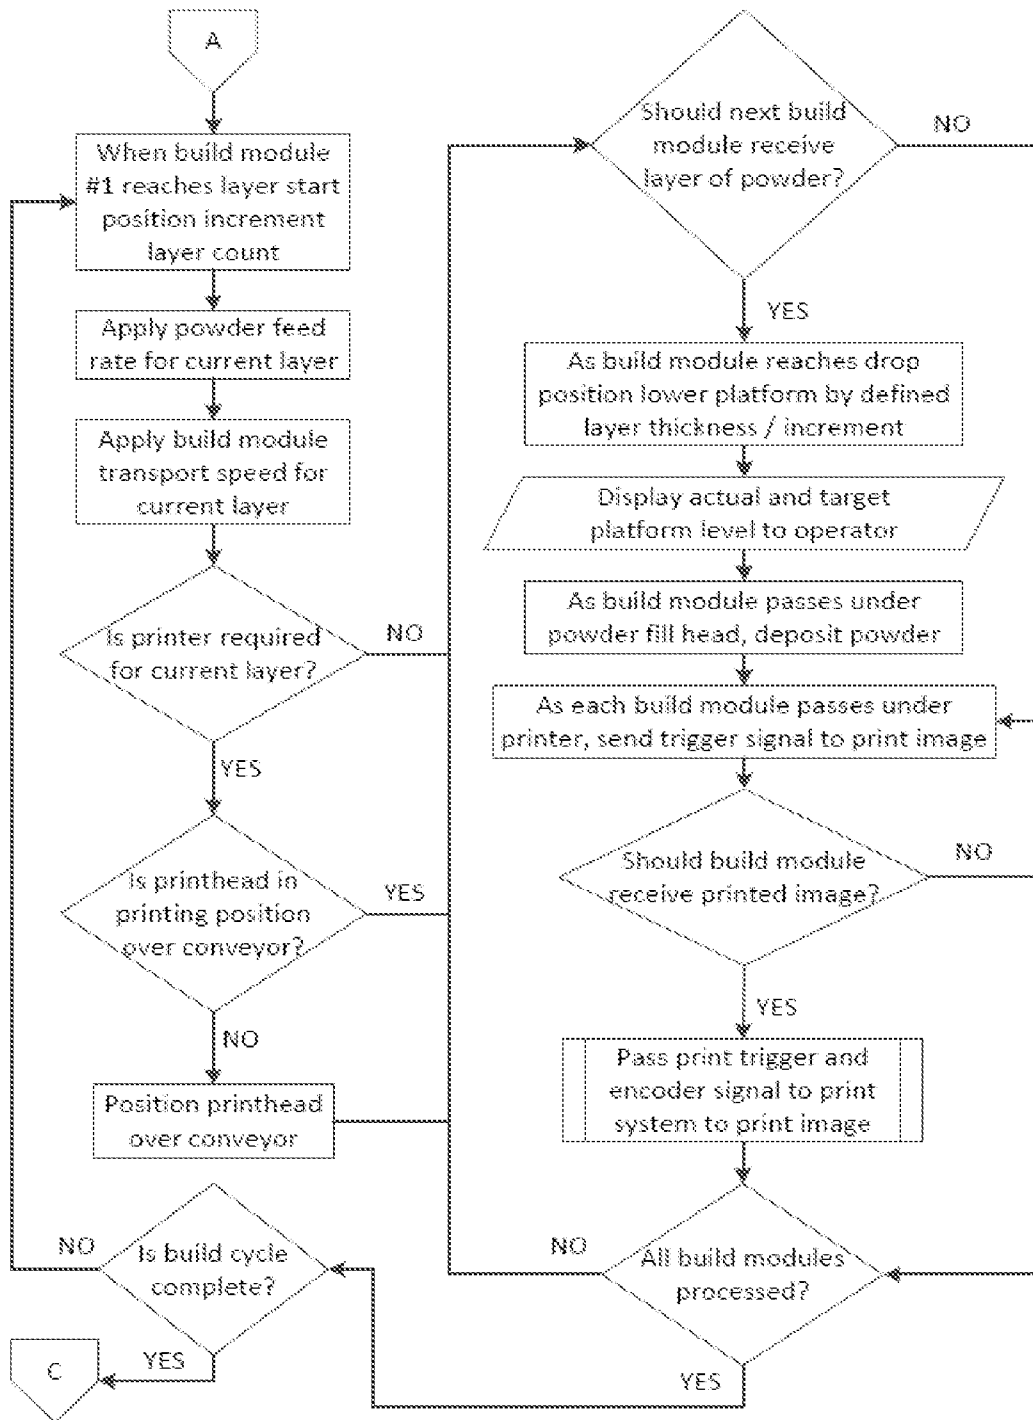 A
When build module
#1 reaches layer start
position increment
layer count
Apply powder feed
rate for current layer
Apply build module
transport speed for
current layer
Is printer required
for current layer?
NO
YES
Is printhead in
printing position
over conveyor?
YES
NO
Position printhead
over conveyor
Is build cycle
complete?
NO
YES
C
Should next build
module receive
layer of powder?
NO
YES
As build module reaches drop
position lower platform by defined
layer thickness / increment
Display actual and target
platform level to operator
As build module passes under
powder fill head, deposit powder
As each build module passes under
printer, send trigger signal to print image
Should build module
receive printed image?
NO
YES
Pass print trigger and
encoder signal to print
system to print image
All build modules
processed?
NO
YES